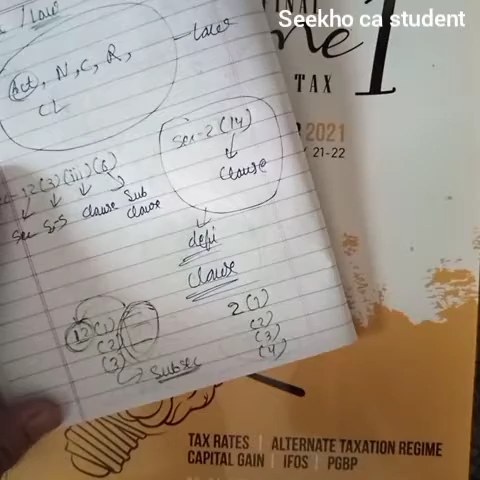 Seekho ca student
/ Law
Act, N, C, R,
CL
Law
TAX
2021
21-22
Sec-2(14)
Clause
12(3)(iii)(
Sec S-S Clause Sub
Clause
defi
Clause
12(1)
(2)
(3)
Subsec
2(1)
(2)
(3)
(4)
TAX RATES | ALTERNATE TAXATION REGIME
CAPITAL GAIN | IFOS | PGBP